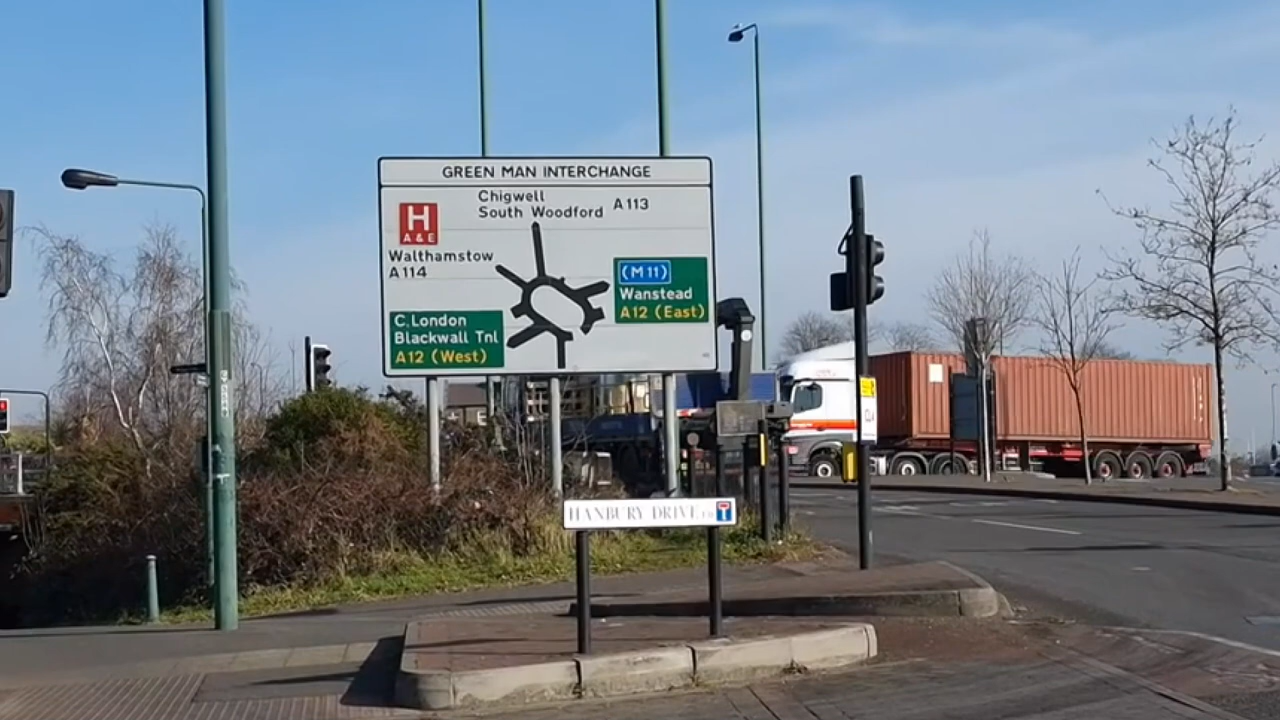 GREEN MAN INTERCHANGE
Chigwell
South Woodford
A113
H
A & E
Walthamstow
A114
(M11)
Wanstead
A12 (East)
C.London
Blackwall Tnl
A12 (West)
HANBURY DRIVE